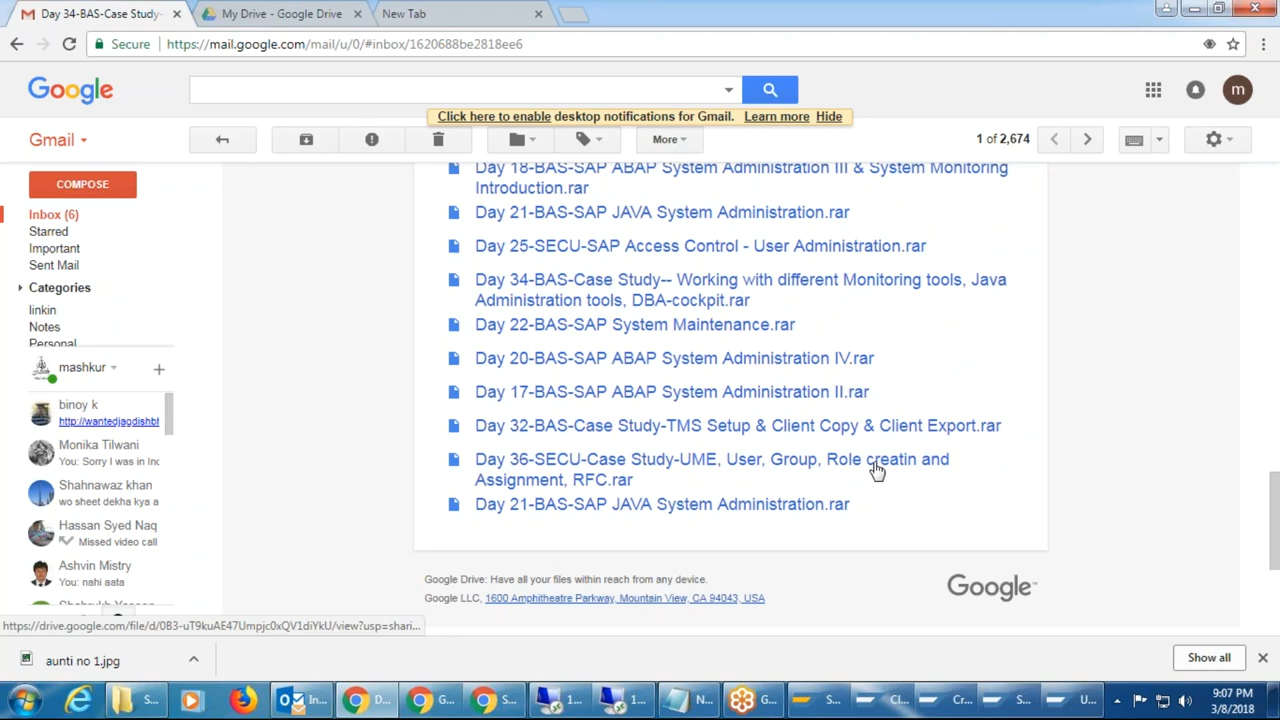 Day 34-BAS-Case Study-
My Drive - Google Drive
New Tab
Secure
https://mail.google.com/mail/u/0/#inbox/1620688be2818ee6
Google
m
Click here to enable desktop notifications for Gmail. Learn more Hide
Gmail
More
1 of 2,674
COMPOSE
Inbox (6)
Starred
Important
Sent Mail
Categories
linkin
Notes
Personal
mashkur
binoy k
http://wantedjagdishbl
Monika Tilwani
You: Sorry I was in Inc
Shahnawaz khan
wo sheet dekha kya a
Hassan Syed Naq
Missed video call
Ashvin Mistry
You: nahi aata
Day 18-BAS-SAP ABAP System Administration III & System Monitoring
Introduction.rar
Day 21-BAS-SAP JAVA System Administration.rar
Day 25-SECU-SAP Access Control - User Administration.rar
Day 34-BAS-Case Study-- Working with different Monitoring tools, Java
Administration tools, DBA-cockpit.rar
Day 22-BAS-SAP System Maintenance.rar
Day 20-BAS-SAP ABAP System Administration IV.rar
Day 17-BAS-SAP ABAP System Administration II.rar
Day 32-BAS-Case Study-TMS Setup & Client Copy & Client Export.rar
Day 36-SECU-Case Study-UME, User, Group, Role creatin and
Assignment, RFC.rar
Day 21-BAS-SAP JAVA System Administration.rar
Google Drive: Have all your files within reach from any device.
Google LLC, 1600 Amphitheatre Parkway, Mountain View, CA 94043, USA
Google
https://drive.google.com/file/d/0B3-uT9kuAE47Umpjc0xQV1diYkU/view?usp=shari...
aunti no 1.jpg
Show all
S...
In...
D...
G...
S...
1...
1...
N...
G...
S...
Cl...
Cr...
S...
U...
9:07 PM
3/8/2018